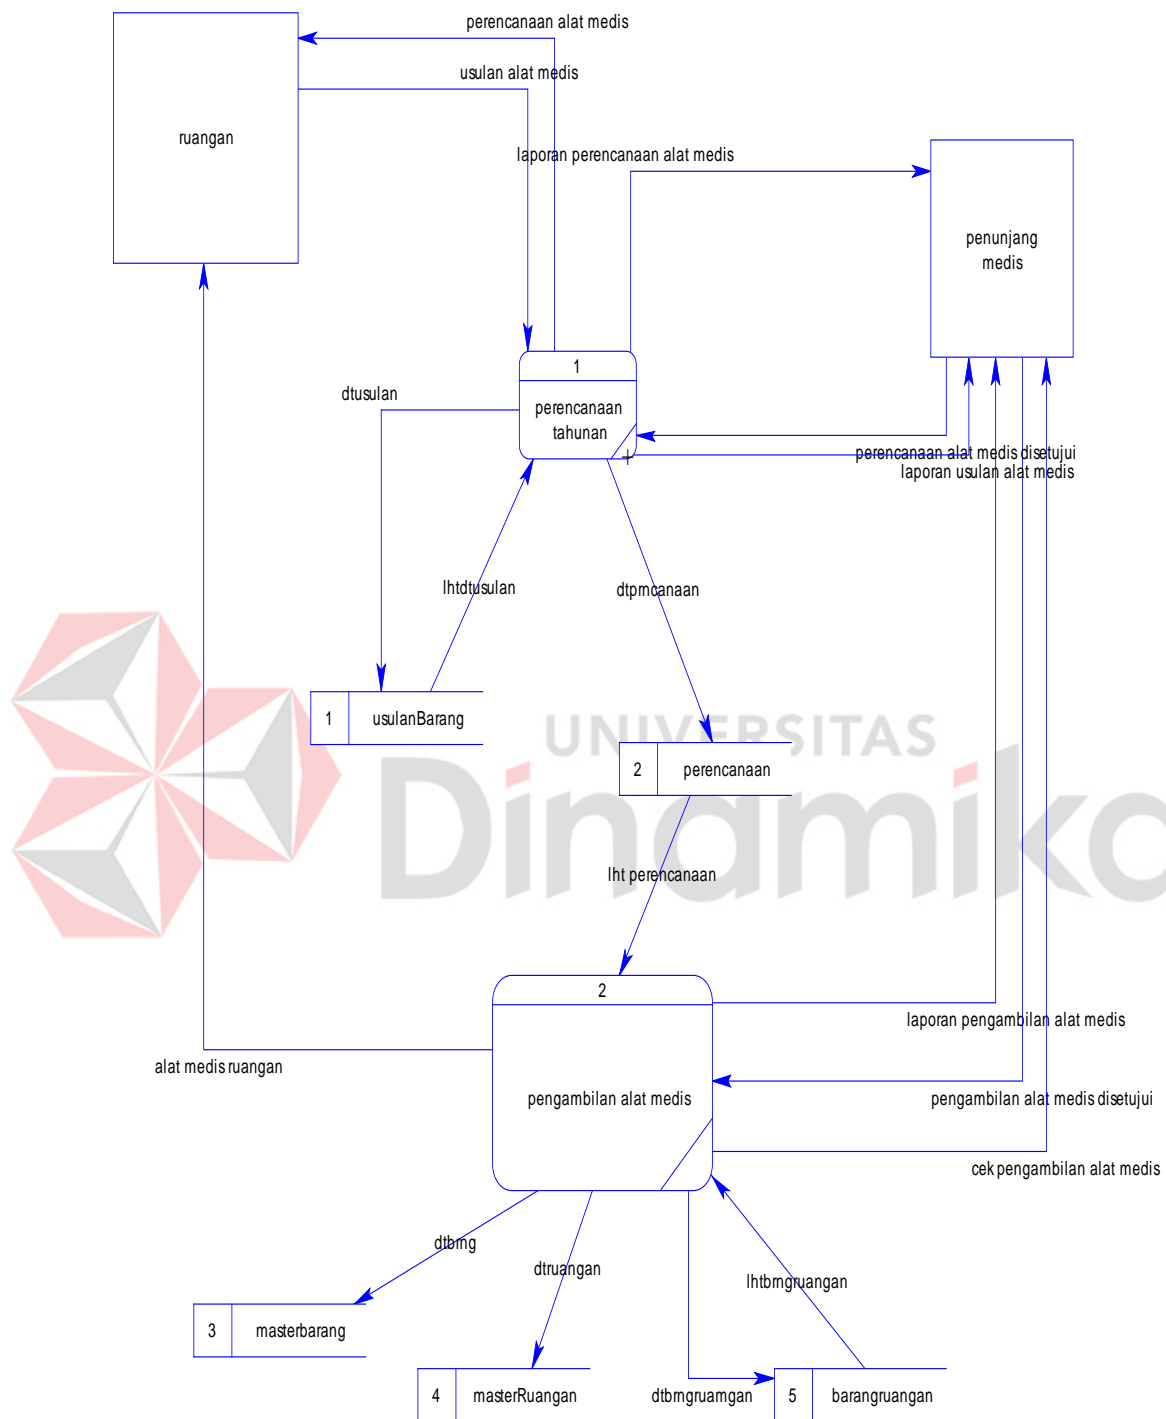 perencanaan alat medis
usulan alat medis
ruangan
laporan perencanaan alat medis
penunjang
medis
1
perencanaan
tahunan
dtusulan
perencanaan alat medis disetujui
laporan usulan alat medis
lhtdtusulan
dtprncanaan
1
usulanBarang
UNIVERSITAS
Dinamika
2
perencanaan
lht perencanaan
2
pengambilan alat medis
laporan pengambilan alat medis
alat medis ruangan
pengambilan alat medis disetujui
cek pengambilan alat medis
dtbrng
dtruangan
lhtbrngruangan
3
masterbarang
4
masterRuangan
dtbrngruamgan
5
barangruangan